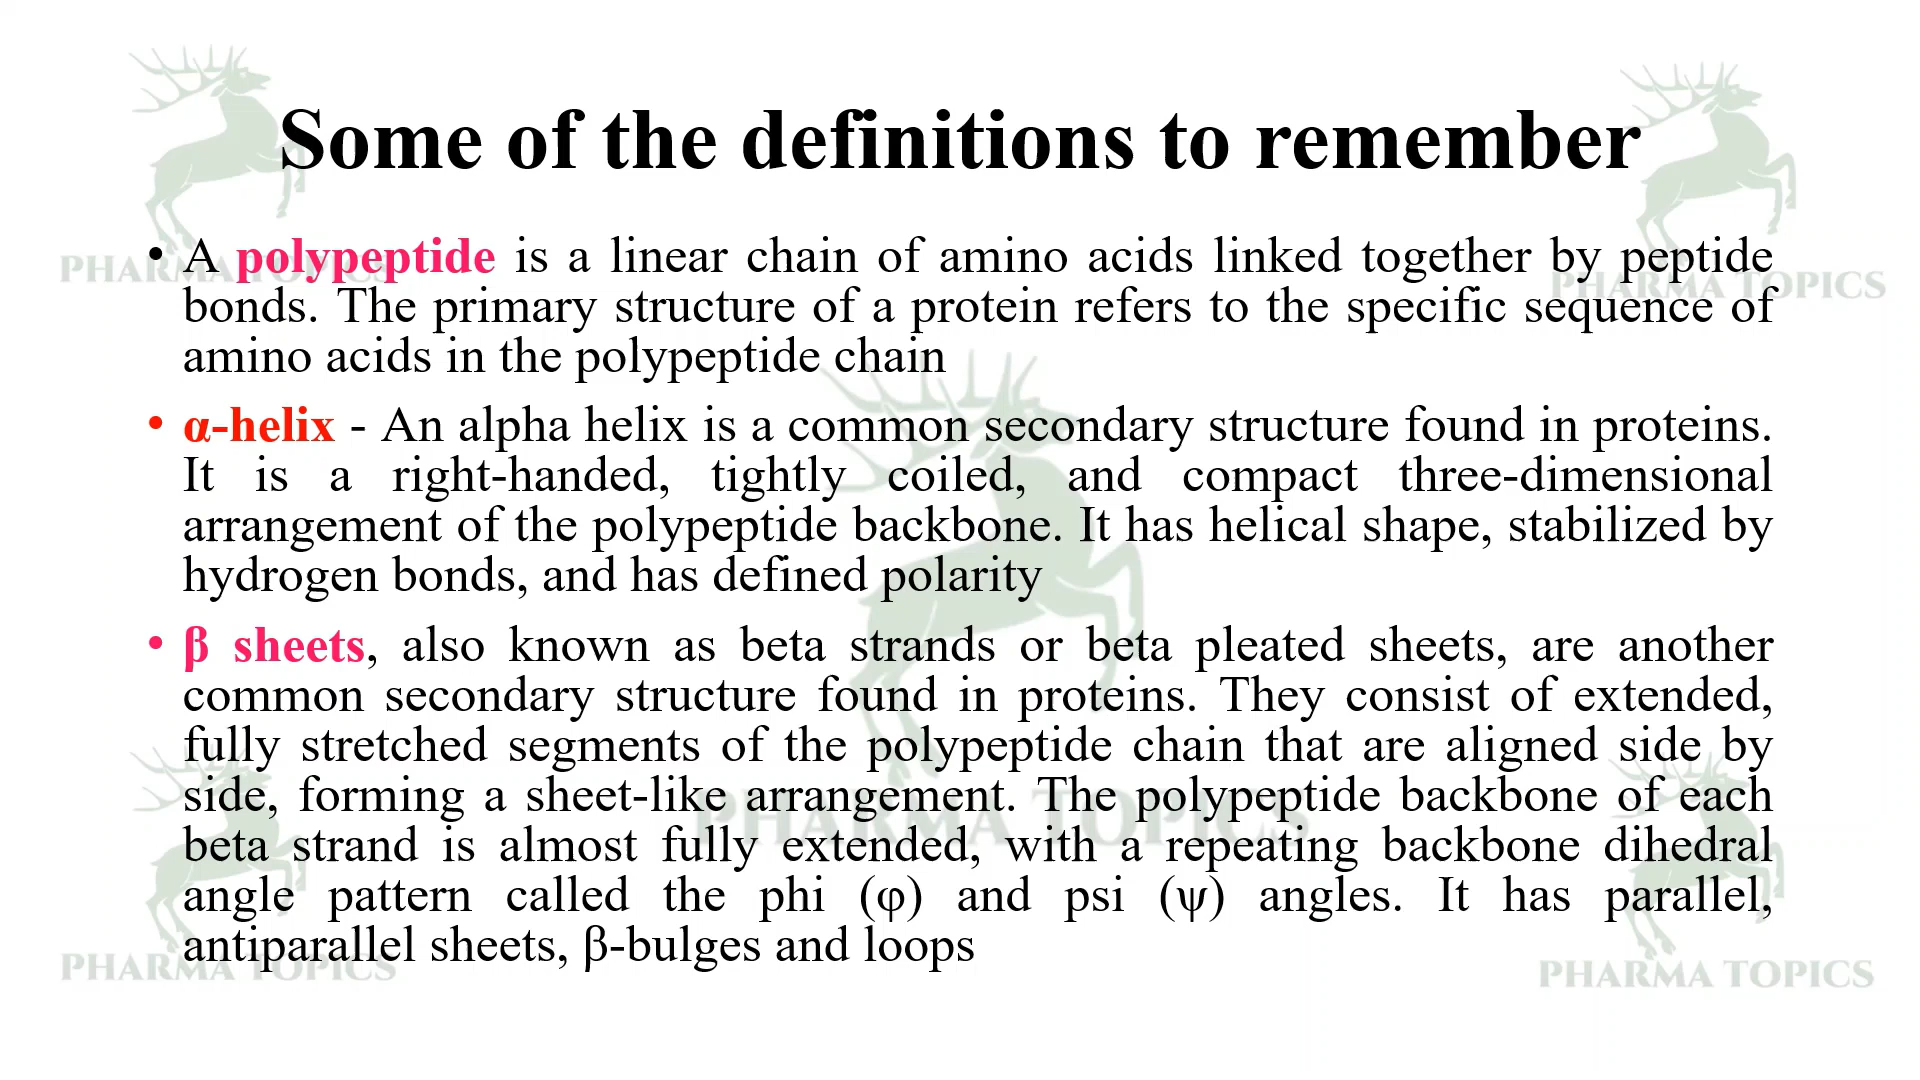 Some of the definitions to remember
PHARMA TOPICS
PHARMA TOPICS
• A polypeptide is a linear chain of amino acids linked together by peptide
bonds. The primary structure of a protein refers to the specific sequence of
amino acids in the polypeptide chain
• α-helix - An alpha helix is a common secondary structure found in proteins.
It is a right-handed, tightly coiled, and compact three-dimensional
arrangement of the polypeptide backbone. It has helical shape, stabilized by
hydrogen bonds, and has defined polarity
• β sheets, also known as beta strands or beta pleated sheets, are another
common secondary structure found in proteins. They consist of extended,
fully stretched segments of the polypeptide chain that are aligned side by
side, forming a sheet-like arrangement. The polypeptide backbone of each
PHARMA TOPICS
beta strand is almost fully extended, with a repeating backbone dihedral
angle pattern called the phi (φ) and psi (ψ) angles. It has parallel,
antiparallel sheets, β-bulges and loops
PHARMA TOPICS
PHARMA TOPICS